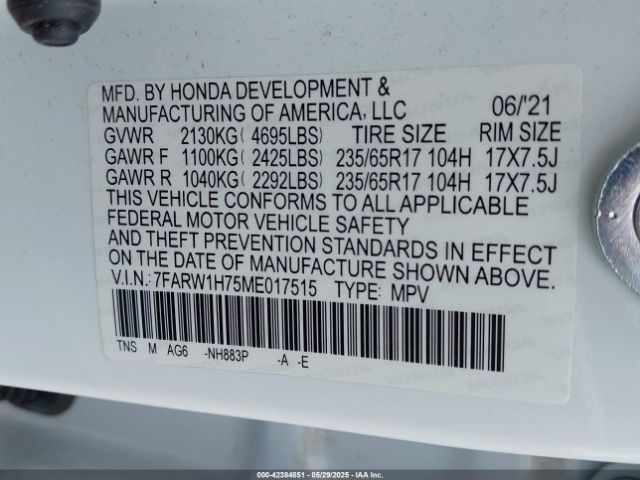 MFD. BY HONDA DEVELOPMENT &
MANUFACTURING OF AMERICA, LLC 06/'21
GVWR 2130KG( 4695LBS) TIRE SIZE RIM SIZE
GAWR F 1100KG( 2425LBS) 235/65R17 104H 17X7.5J
GAWR R 1040KG( 2292LBS) 235/65R17 104H 17X7.5J
THIS VEHICLE CONFORMS TO ALL APPLICABLE
FEDERAL MOTOR VEHICLE SAFETY
AND THEFT PREVENTION STANDARDS IN EFFECT
ON THE DATE OF MANUFACTURE SHOWN ABOVE.
V.I.N.: 7FARW1H75ME017515 TYPE: MPV
TNS M AG6 -NH883P -A -E
000-42384851 - 05/29/2025 - IAA Inc.